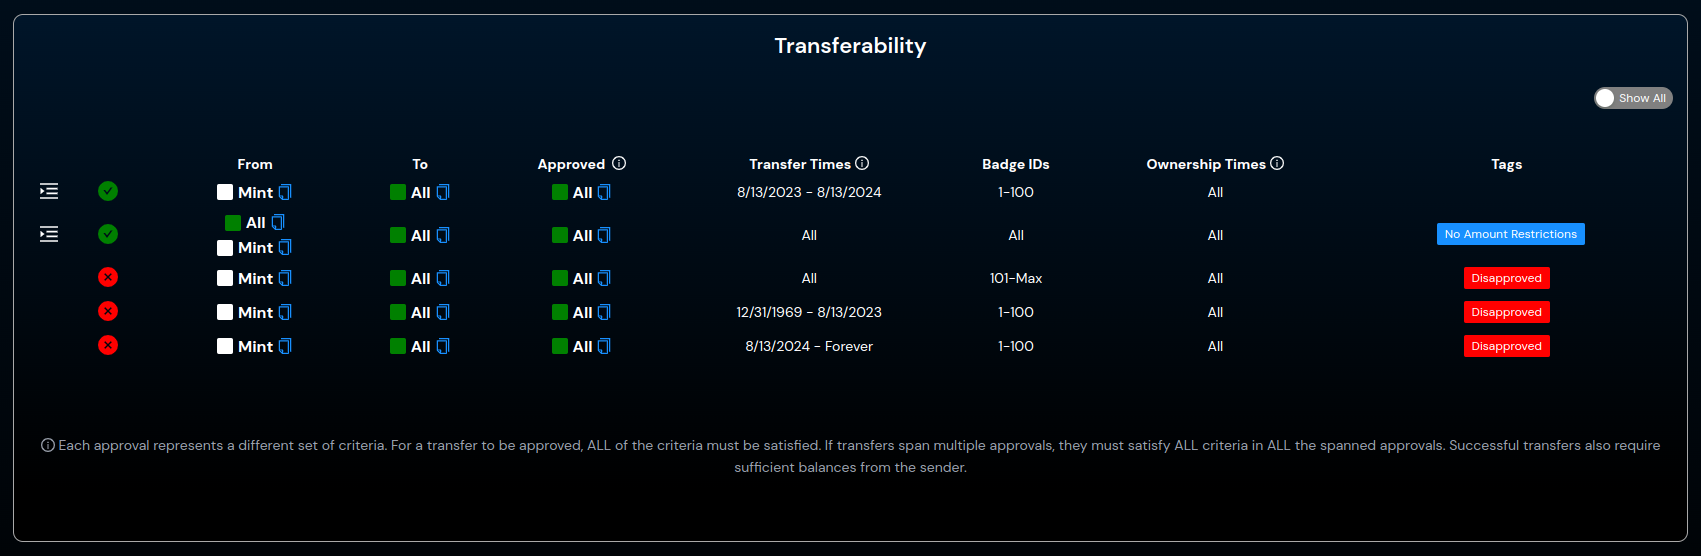 Transferability
Show All
From To Approved Transfer Times Badge IDs Ownership Times Tags
Mint All All 8/13/2023 - 8/13/2024 1-100 All
All
Mint All All All All All No Amount Restrictions
Mint All All All 101-Max All Disapproved
Mint All All 12/31/1969 - 8/13/2023 1-100 All Disapproved
Mint All All 8/13/2024 - Forever 1-100 All Disapproved
Each approval represents a different set of criteria. For a transfer to be approved, ALL of the criteria must be satisfied. If transfers span multiple approvals, they must satisfy ALL criteria in ALL the spanned approvals. Successful transfers also require
sufficient balances from the sender.